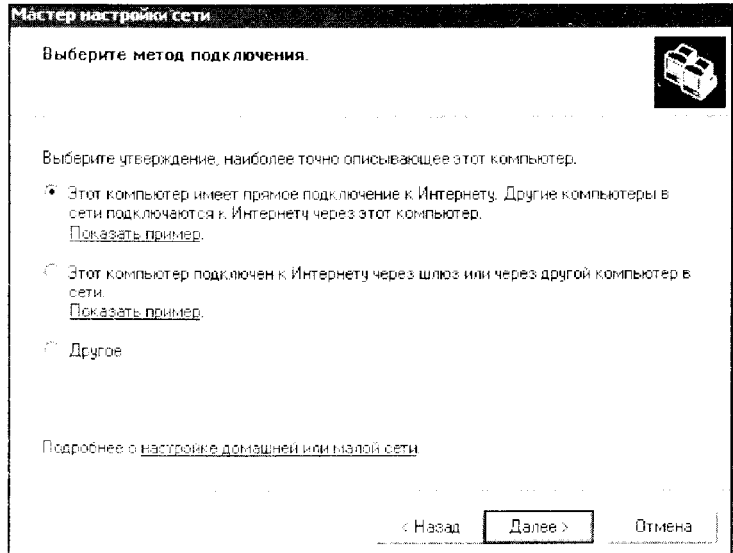 Мастер настройки сети
Выберите метод подключения.
Выберите утверждение, наиболее точно описывающее этот компьютер.
Этот компьютер имеет прямое подключение к Интернету. Другие компьютеры в
сети подключаются к Интернету через этот компьютер.
Показать пример.
Этот компьютер подключен к Интернету через шлюз или через другой компьютер в
сети.
Показать пример.
Другое
Подробнее о настройке домашней или малой сети
< Назад Далее > Отмена